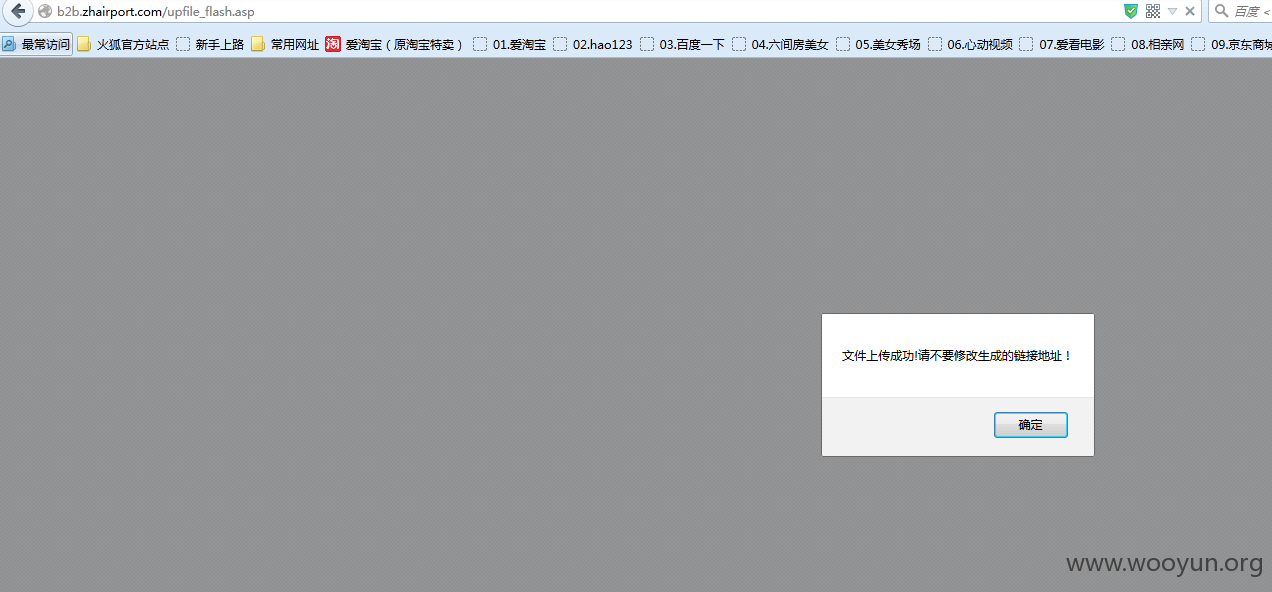 b2b.zhairport.com/upfile_flash.asp
百度 <
最常访问 火狐官方站点 新手上路 常用网址 淘 爱淘宝（原淘宝特卖） 01.爱淘宝 02.hao123 03.百度一下 04.六间房美女 05.美女秀场 06.心动视频 07.爱看电影 08.相亲网 09.京东商城
文件上传成功!请不要修改生成的链接地址！
确定
www.wooyun.org